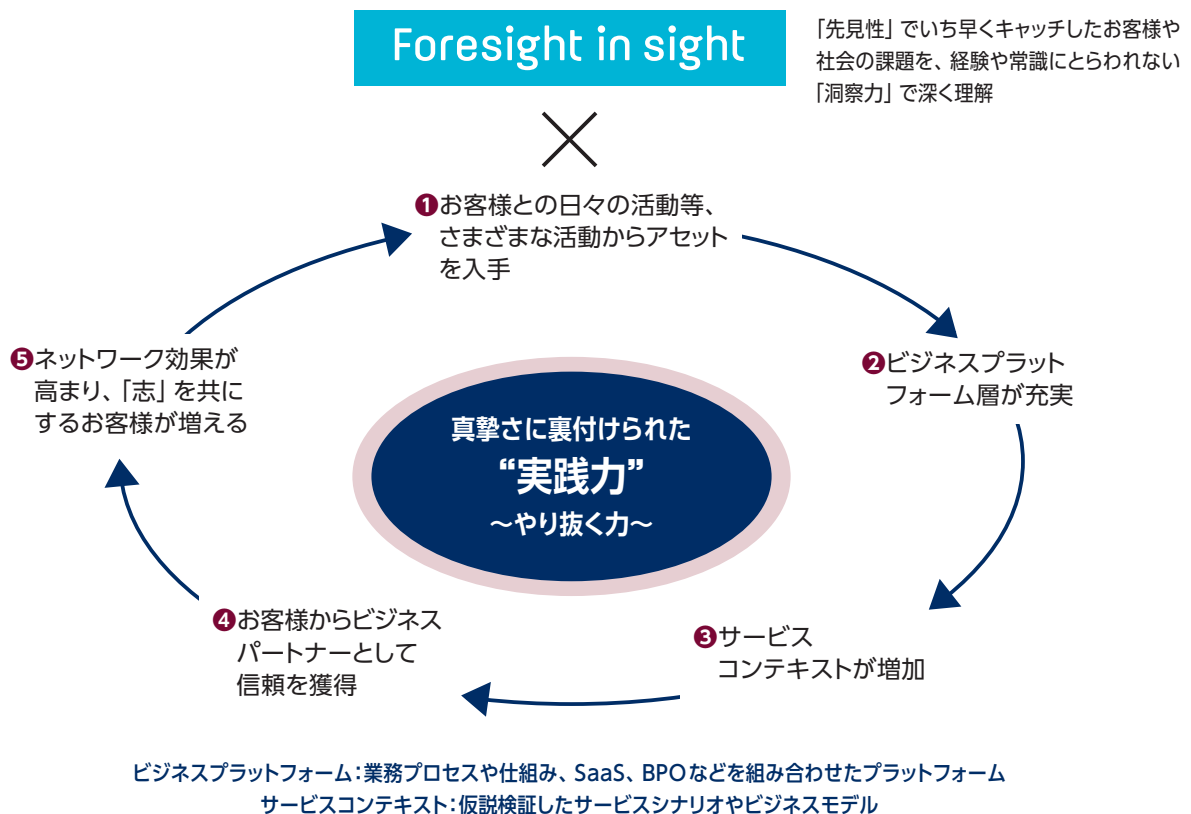 Foresight in sight
「先見性」でいち早くキャッチしたお客様や
社会の課題を、経験や常識にとらわれない
「洞察力」で深く理解
❶お客様との日々の活動等、
さまざまな活動からアセット
を入手
❷ビジネスプラット
フォーム層が充実
❸サービス
コンテキストが増加
❹お客様からビジネス
パートナーとして
信頼を獲得
❺ネットワーク効果が
高まり、「志」を共に
するお客様が増える
真摯さに裏付けられた
“実践力”
～やり抜く力～
ビジネスプラットフォーム：業務プロセスや仕組み、SaaS、BPOなどを組み合わせたプラットフォーム
サービスコンテキスト：仮説検証したサービスシナリオやビジネスモデル